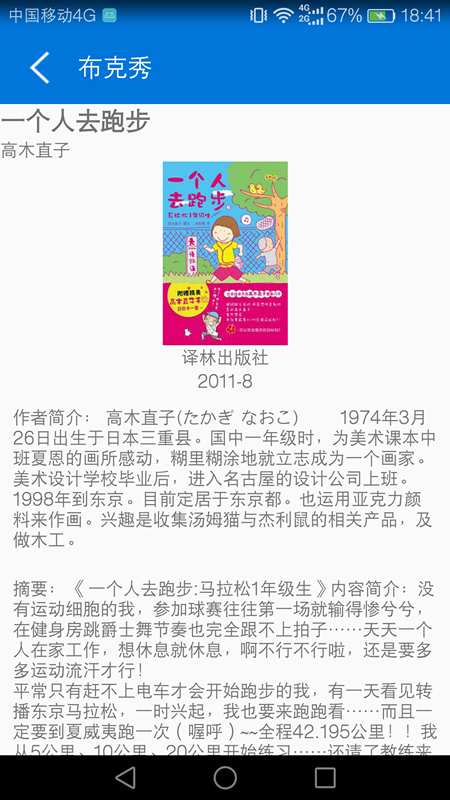 中国移动4G
4G
2G
67%
18:41
布克秀
一个人去跑步
高木直子
一个人
去跑步
马拉松1年级生
附赠精美
译林出版社
2011-8
作者简介： 高木直子(たかぎ なおこ) 1974年3月
26日出生于日本三重县。国中一年级时，为美术课本中
班夏恩的画所感动，糊里糊涂地就立志成为一个画家。
美术设计学校毕业后，进入名古屋的设计公司上班。
1998年到东京。目前定居于东京都。也运用亚克力颜
料来作画。兴趣是收集汤姆猫与杰利鼠的相关产品，及
做木工。
摘要：《一个人去跑步:马拉松1年级生》内容简介：没
有运动细胞的我，参加球赛往往第一场就输得惨兮兮，
在健身房跳爵士舞节奏也完全跟不上拍子……天天一个
人在家工作，想休息就休息，啊不行不行啦，还是要多
多运动流汗才行！
平常只有赶不上电车才会开始跑步的我，有一天看见转
播东京马拉松，一时兴起，我也要来跑跑看……而且一
定要到夏威夷跑一次（喔呼）~~全程42.195公里！！我
从5公里、10公里、20公里开始练习……还请了教练来